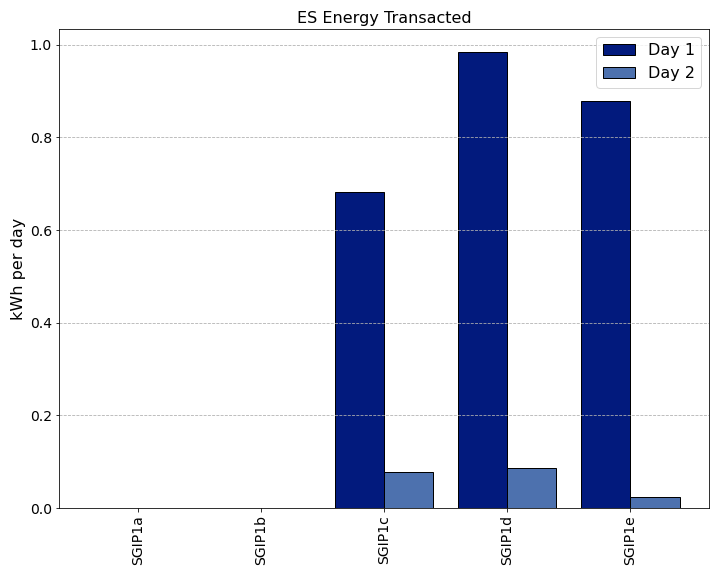 ES Energy Transacted
Day 1
Day 2
kWh per day
1.0
0.8
0.6
0.4
0.2
0.0
SGIP1a
SGIP1b
SGIP1c
SGIP1d
SGIP1e